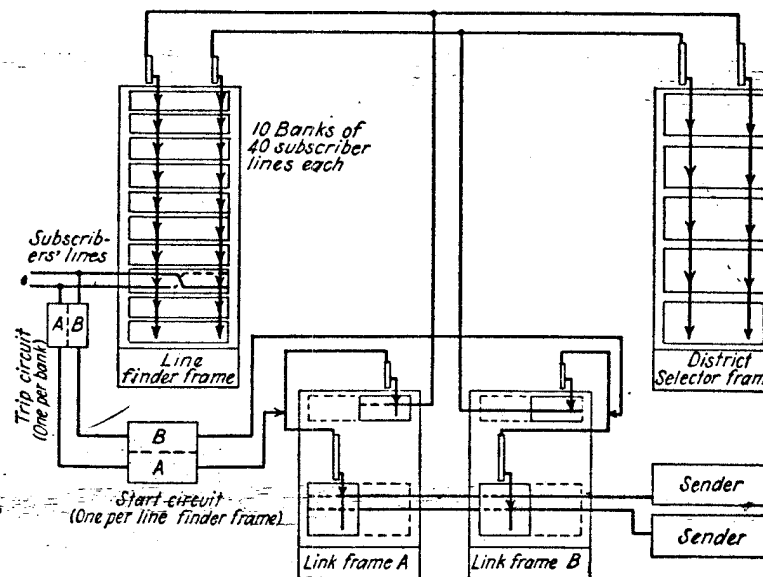 10 Banks of
40 subscriber
lines each
Subscrib-
ers' lines
A B
Trip circuit
(One per bank)
Line
finder frame
District
Selector fram
B
A
Start circuit
(One per line finder frame)
Sender
Sender
Link frame A
Link frame B